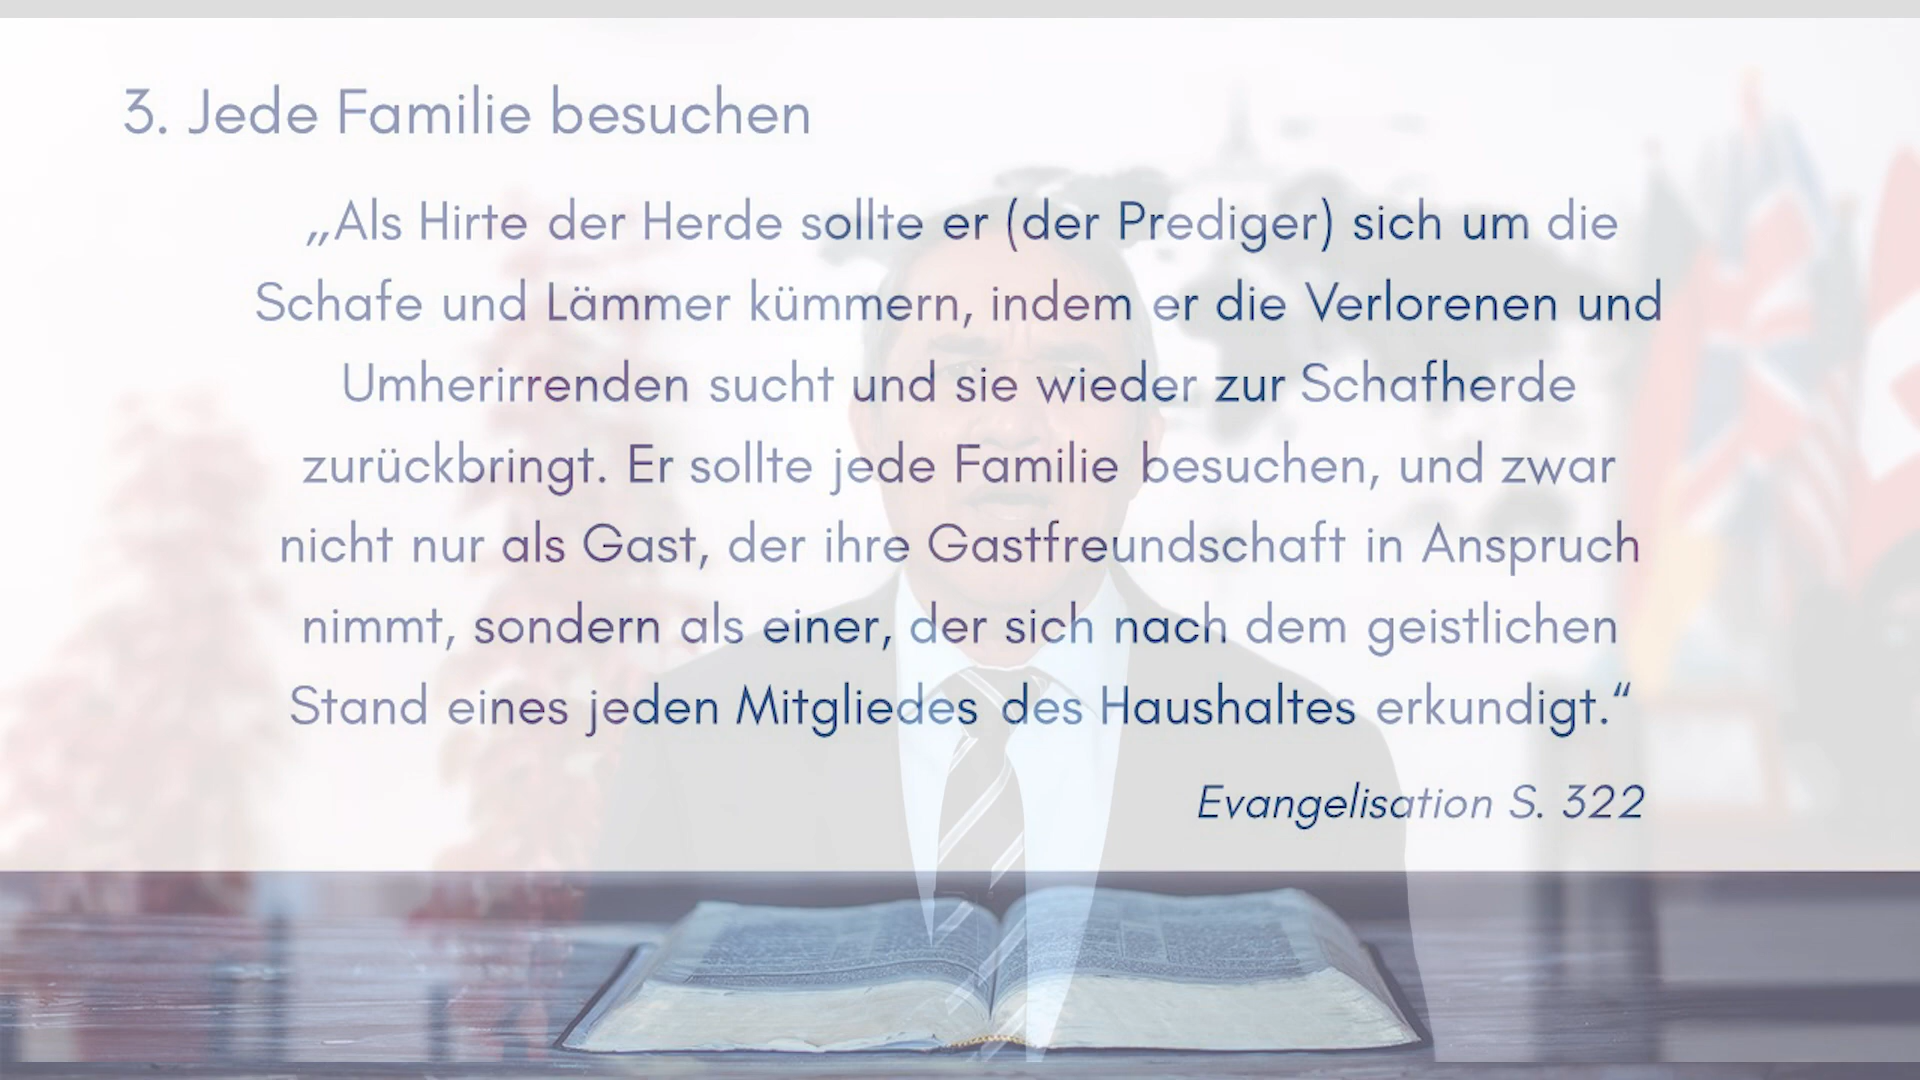 3. Jede Familie besuchen
„Als Hirte der Herde sollte er (der Prediger) sich um die
Schafe und Lämmer kümmern, indem er die Verlorenen und
Umherirrenden sucht und sie wieder zur Schafherde
zurückbringt. Er sollte jede Familie besuchen, und zwar
nicht nur als Gast, der ihre Gastfreundschaft in Anspruch
nimmt, sondern als einer, der sich nach dem geistlichen
Stand eines jeden Mitgliedes des Haushaltes erkundigt.“
Evangelisation S. 322